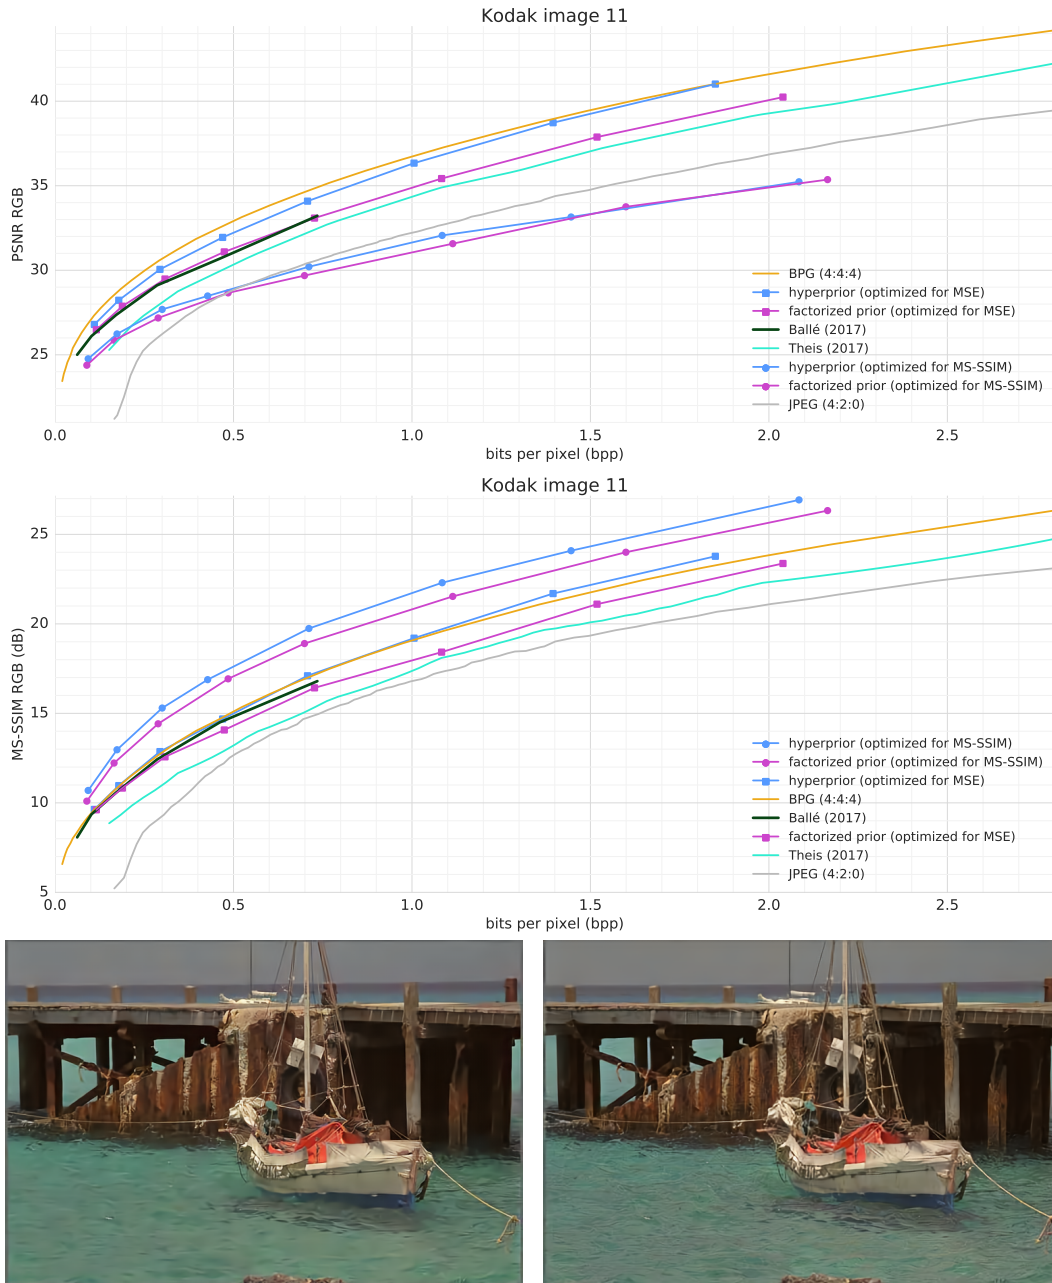 Kodak image 11
PSNR RGB
40
35
30
25
BPG (4:4:4)
hyperprior (optimized for MSE)
factorized prior (optimized for MSE)
Ballé (2017)
Theis (2017)
hyperprior (optimized for MS-SSIM)
factorized prior (optimized for MS-SSIM)
JPEG (4:2:0)
0.0 0.5 1.0 1.5 2.0 2.5
bits per pixel (bpp)
Kodak image 11
MS-SSIM RGB (dB)
25
20
15
10
5
hyperprior (optimized for MS-SSIM)
factorized prior (optimized for MS-SSIM)
hyperprior (optimized for MSE)
BPG (4:4:4)
Ballé (2017)
factorized prior (optimized for MSE)
Theis (2017)
JPEG (4:2:0)
0.0 0.5 1.0 1.5 2.0 2.5
bits per pixel (bpp)